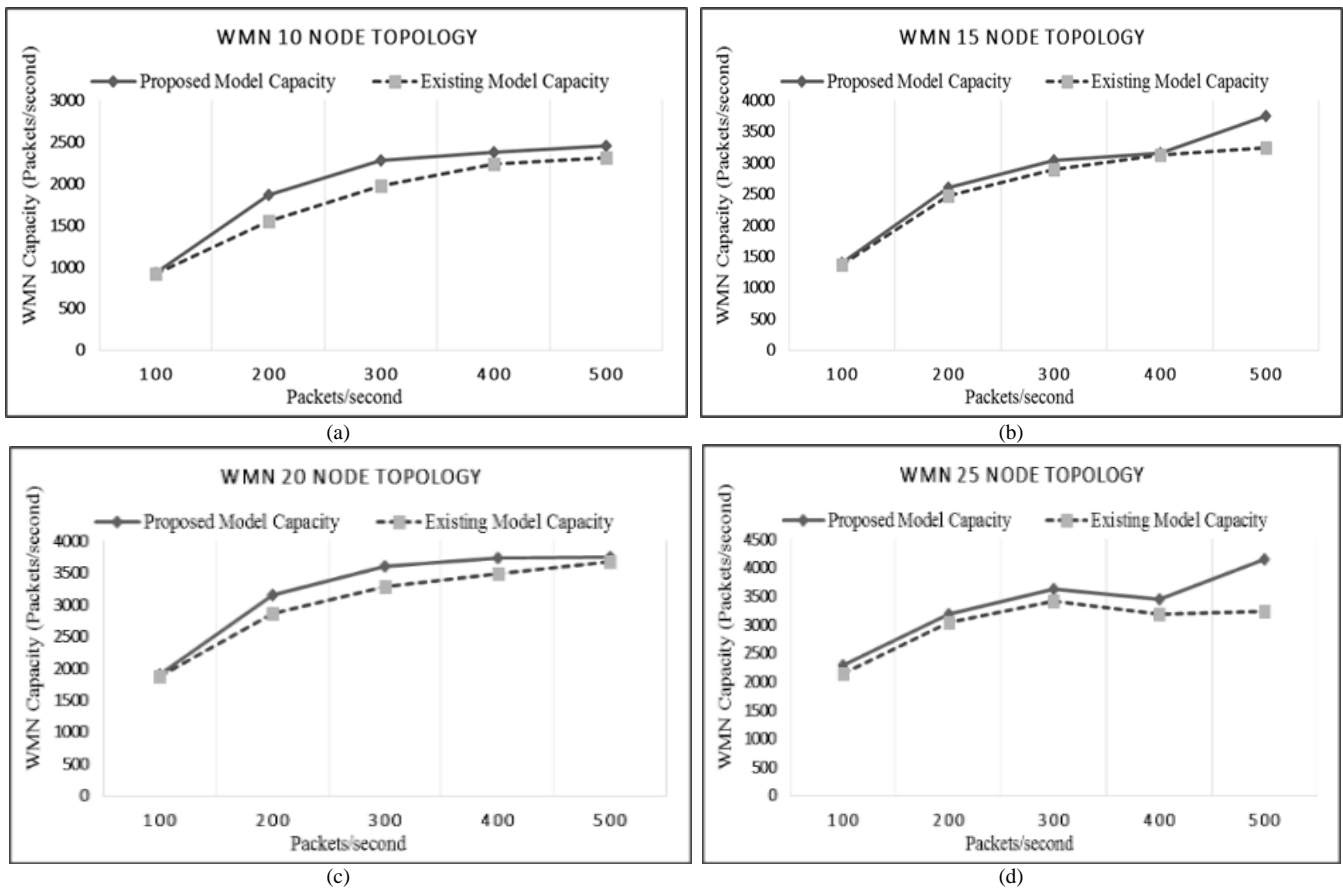 WMN 10 NODE TOPOLOGY
Proposed Model Capacity
Existing Model Capacity
WMN Capacity (Packets/second)
3000
2500
2000
1500
1000
500
0
100 200 300 400 500
Packets/second
(a)
WMN 15 NODE TOPOLOGY
Proposed Model Capacity
Existing Model Capacity
WMN Capacity (Packets/second)
4000
3500
3000
2500
2000
1500
1000
500
0
100 200 300 400 500
Packets/second
(b)
WMN 20 NODE TOPOLOGY
Proposed Model Capacity
Existing Model Capacity
WMN Capacity (Packets/second)
4000
3500
3000
2500
2000
1500
1000
500
0
100 200 300 400 500
Packets/second
(c)
WMN 25 NODE TOPOLOGY
Proposed Model Capacity
Existing Model Capacity
WMN Capacity (Packets/second)
4500
4000
3500
3000
2500
2000
1500
1000
500
0
100 200 300 400 500
Packets/second
(d)